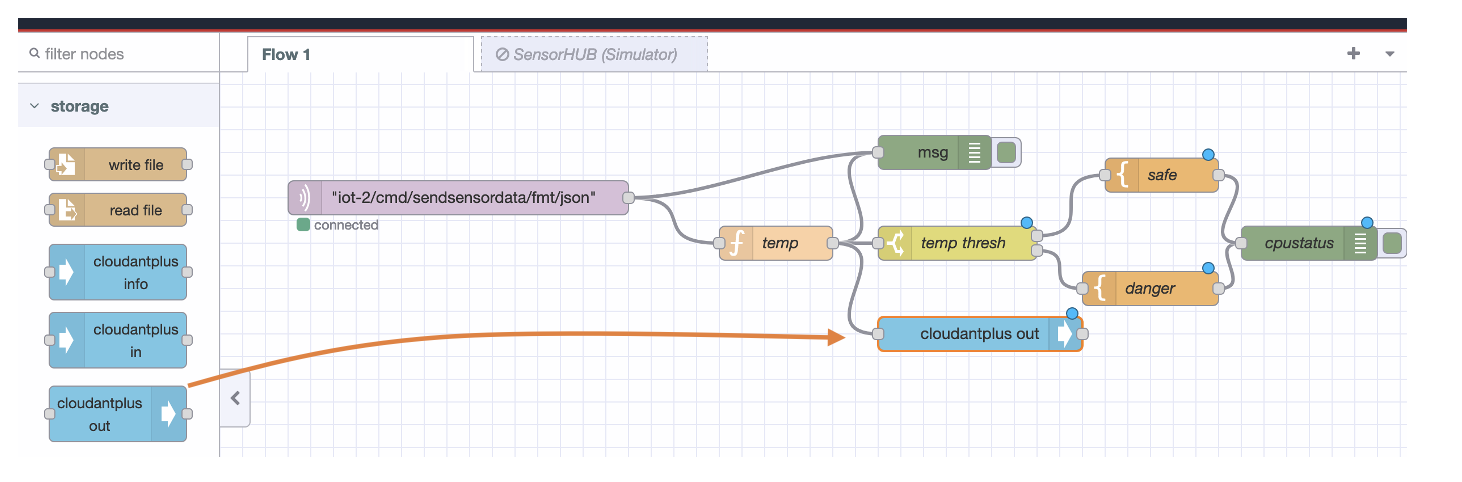 filter nodes
Flow 1
SensorHUB (Simulator)
storage
write file
read file
cloudantplus
info
cloudantplus
in
cloudantplus
out
"iot-2/cmd/sendsensordata/fmt/json"
connected
temp
msg
temp thresh
cloudantplus out
safe
danger
cpustatus